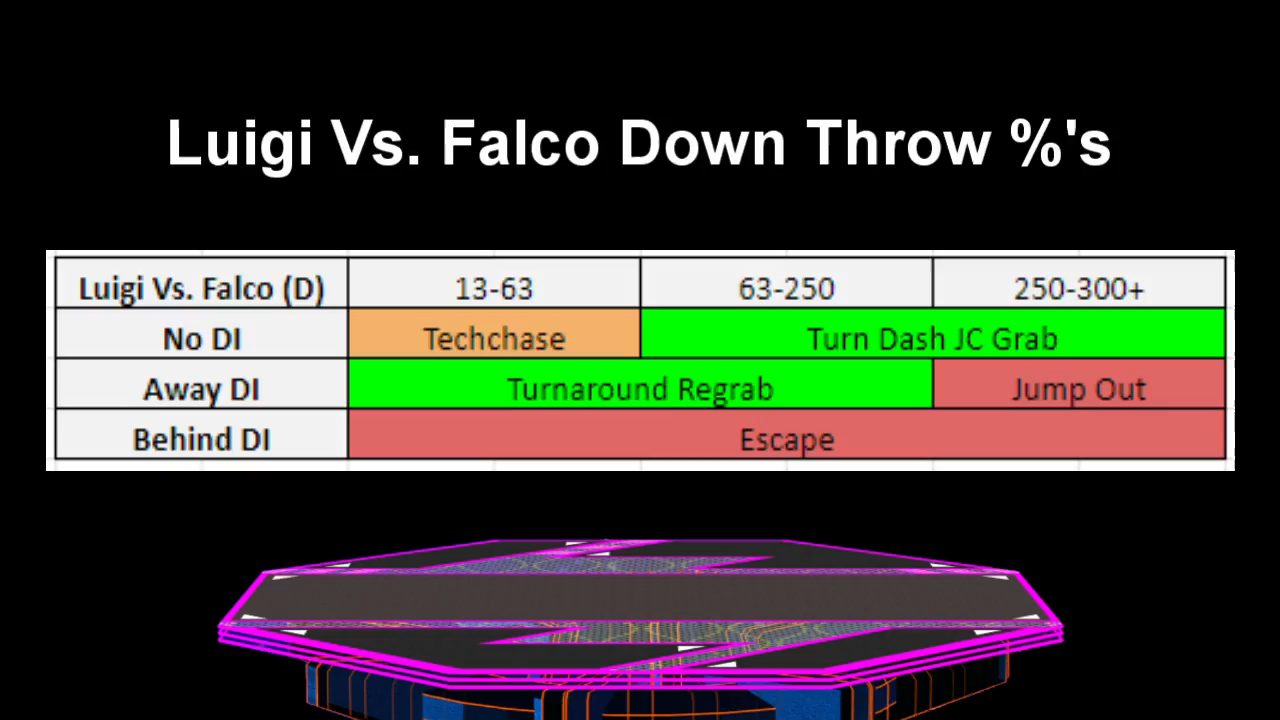 Luigi Vs. Falco Down Throw %'s
Luigi Vs. Falco (D) 13-63 63-250 250-300+
No DI Techchase Turn Dash JC Grab
Away DI Turnaround Regrab Jump Out
Behind DI Escape